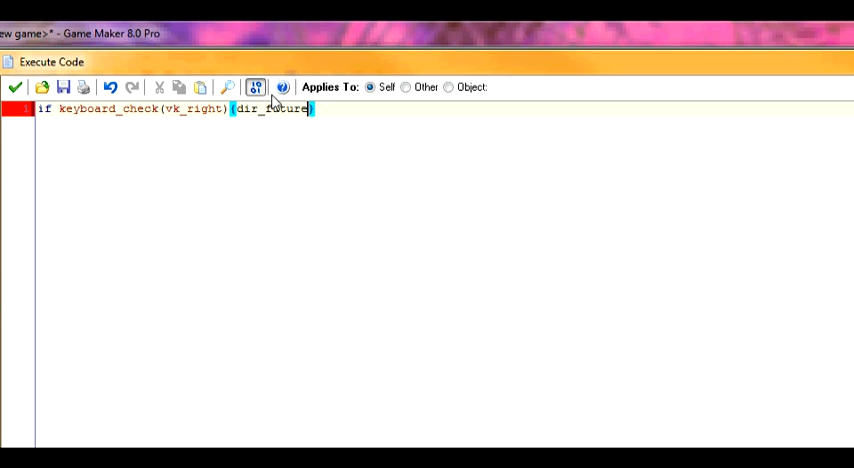 ew game>* - Game Maker 8.0 Pro
Execute Code
Applies To: Self Other Object:
1 if keyboard_check(vk_right){dir_future}